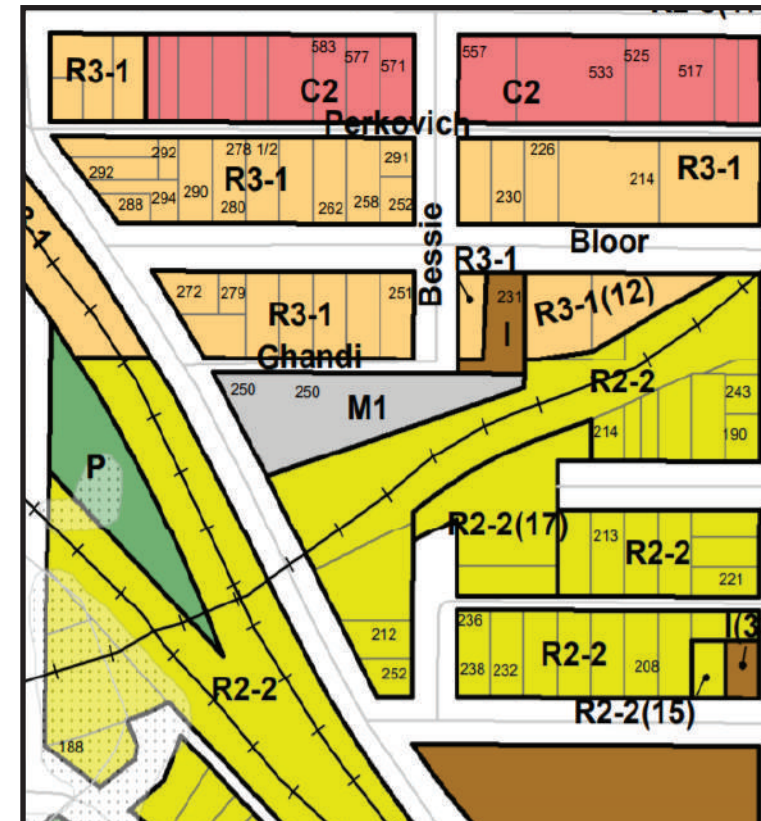 583
577
571
557
525
533
517
R3-1
C2
C2
Perkovich
292
278 1/2
291
226
292
290
R3-1
214
R3-1
288
294
280
262
258
252
230
Bessie
Bloor
R3-1
272
279
251
231
R3-1(12)
R3-1
I
Chandi
250
250
M1
R2-2
243
214
190
P
R2-2(17)
213
R2-2
221
236
212
238
232
R2-2
208
252
R2-2
R2-2(15)
188